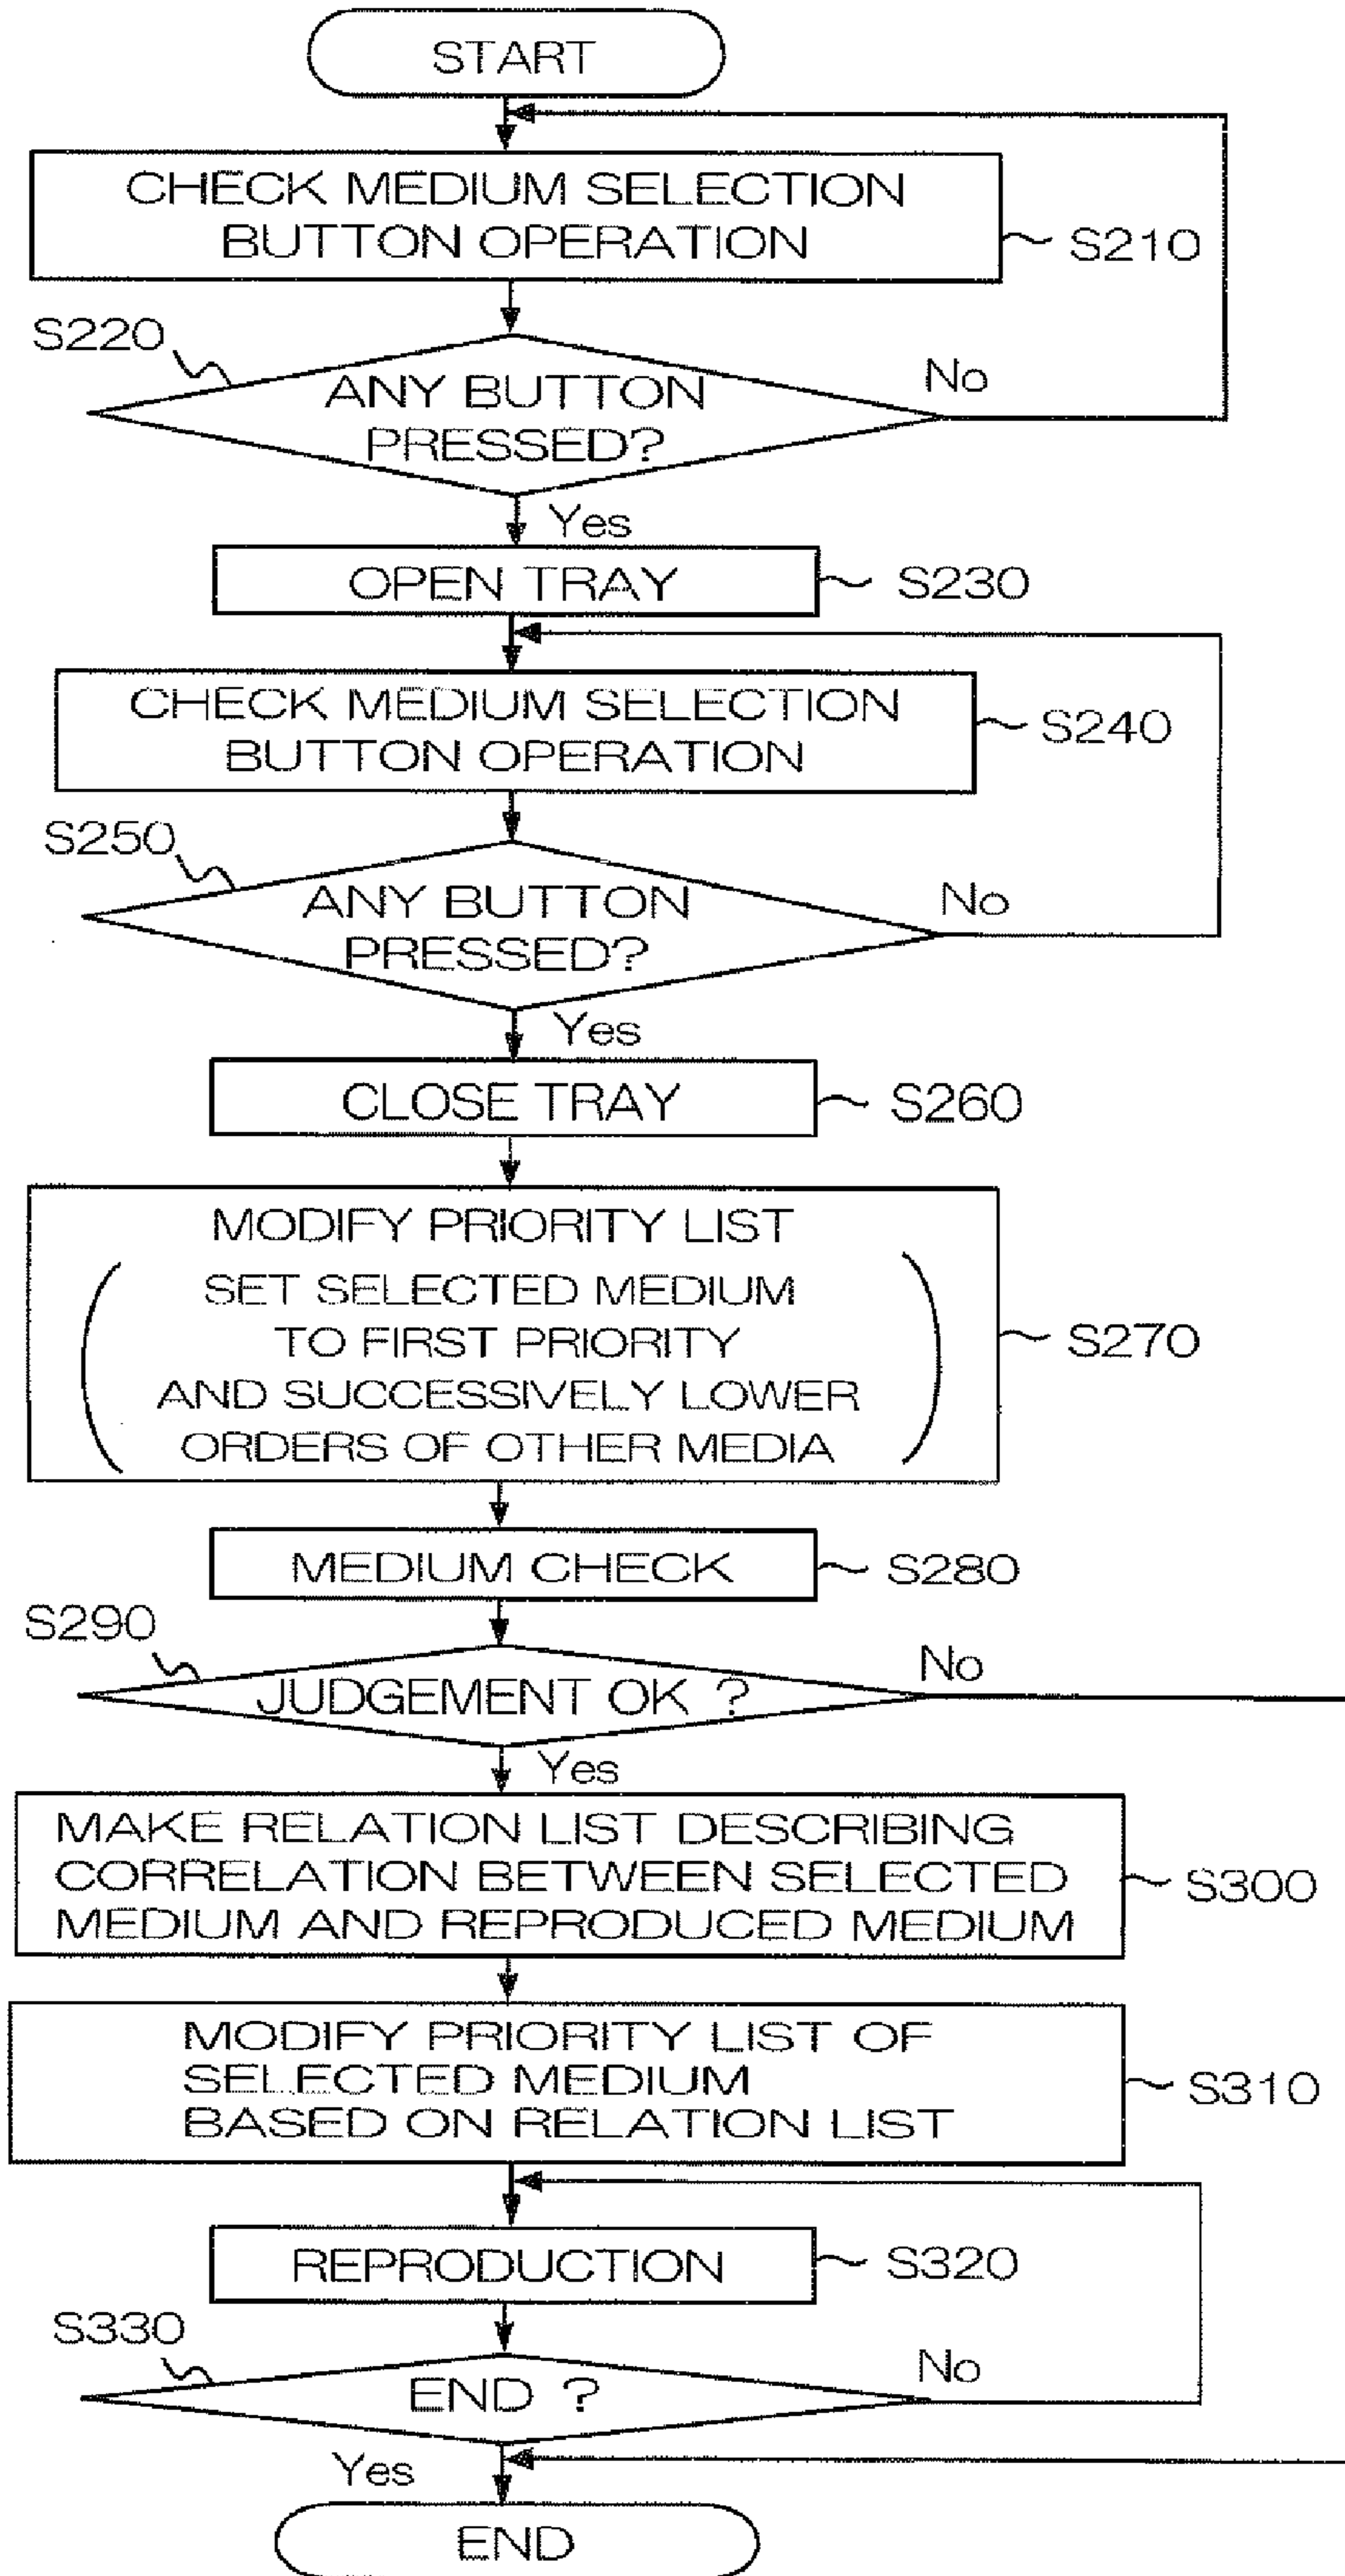 START
CHECK MEDIUM SELECTION
BUTTON OPERATION
S210
S220
ANY BUTTON
PRESSED?
No
Yes
OPEN TRAY
S230
CHECK MEDIUM SELECTION
BUTTON OPERATION
S240
S250
ANY BUTTON
PRESSED?
No
Yes
CLOSE TRAY
S260
MODIFY PRIORITY LIST
( SET SELECTED MEDIUM
TO FIRST PRIORITY
AND SUCCESSIVELY LOWER
ORDERS OF OTHER MEDIA )
S270
MEDIUM CHECK
S280
S290
JUDGEMENT OK ?
No
Yes
MAKE RELATION LIST DESCRIBING
CORRELATION BETWEEN SELECTED
MEDIUM AND REPRODUCED MEDIUM
S300
MODIFY PRIORITY LIST OF
SELECTED MEDIUM
BASED ON RELATION LIST
S310
REPRODUCTION
S320
S330
END ?
No
Yes
END